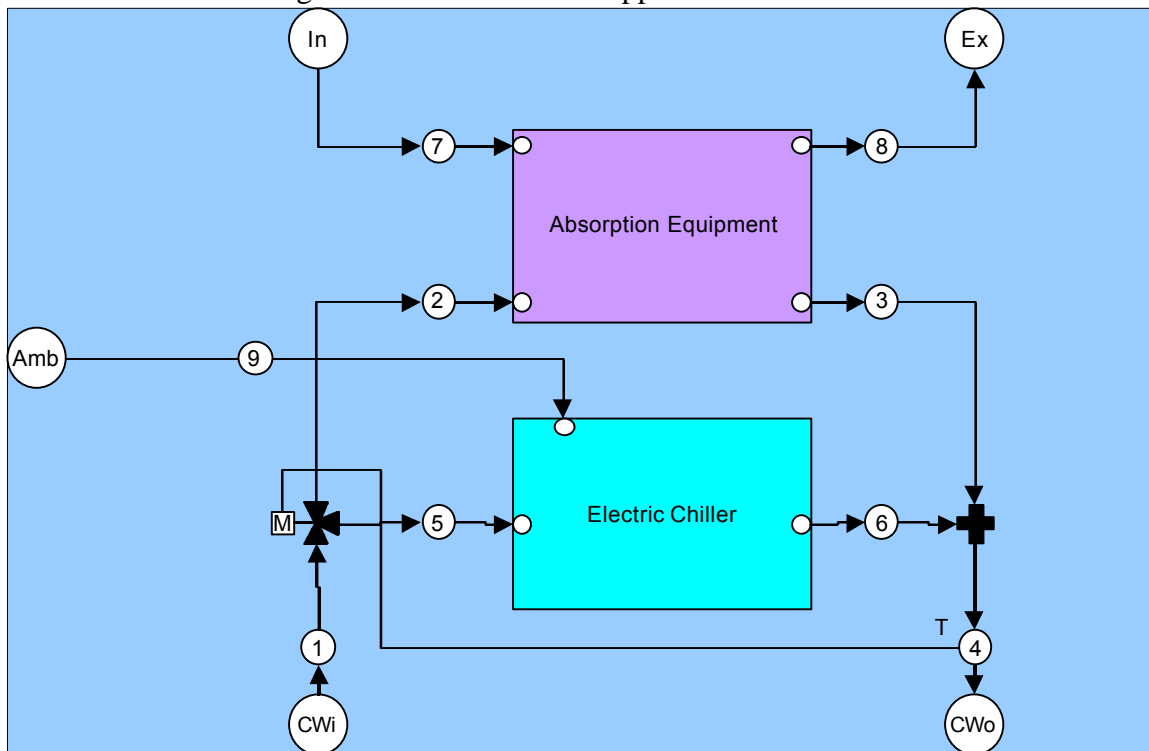 In
Ex
7
8
Absorption Equipment
2
3
Amb
9
M
5
Electric Chiller
6
T
1
4
CWi
CWo